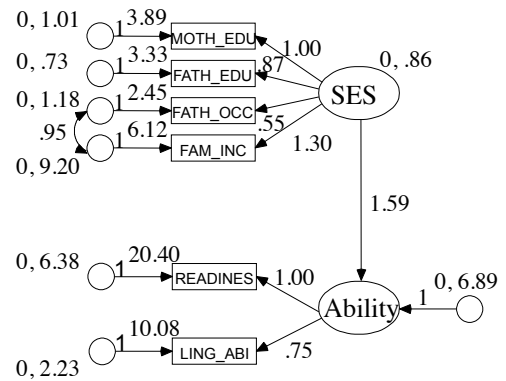 0, 1.01 1 3.89 MOTH_EDU 1.00
0, .73 1 3.33 FATH_EDU .87 0, .86
0, 1.18 1 2.45 FATH_OCC SES
.95 1 6.12 FAM_INC .55
0, 9.20 1.30
1.59
0, 6.38 1 20.40 READINES 1.00 0, 6.89
Ability 1
1 10.08 LING_ABI .75
0, 2.23